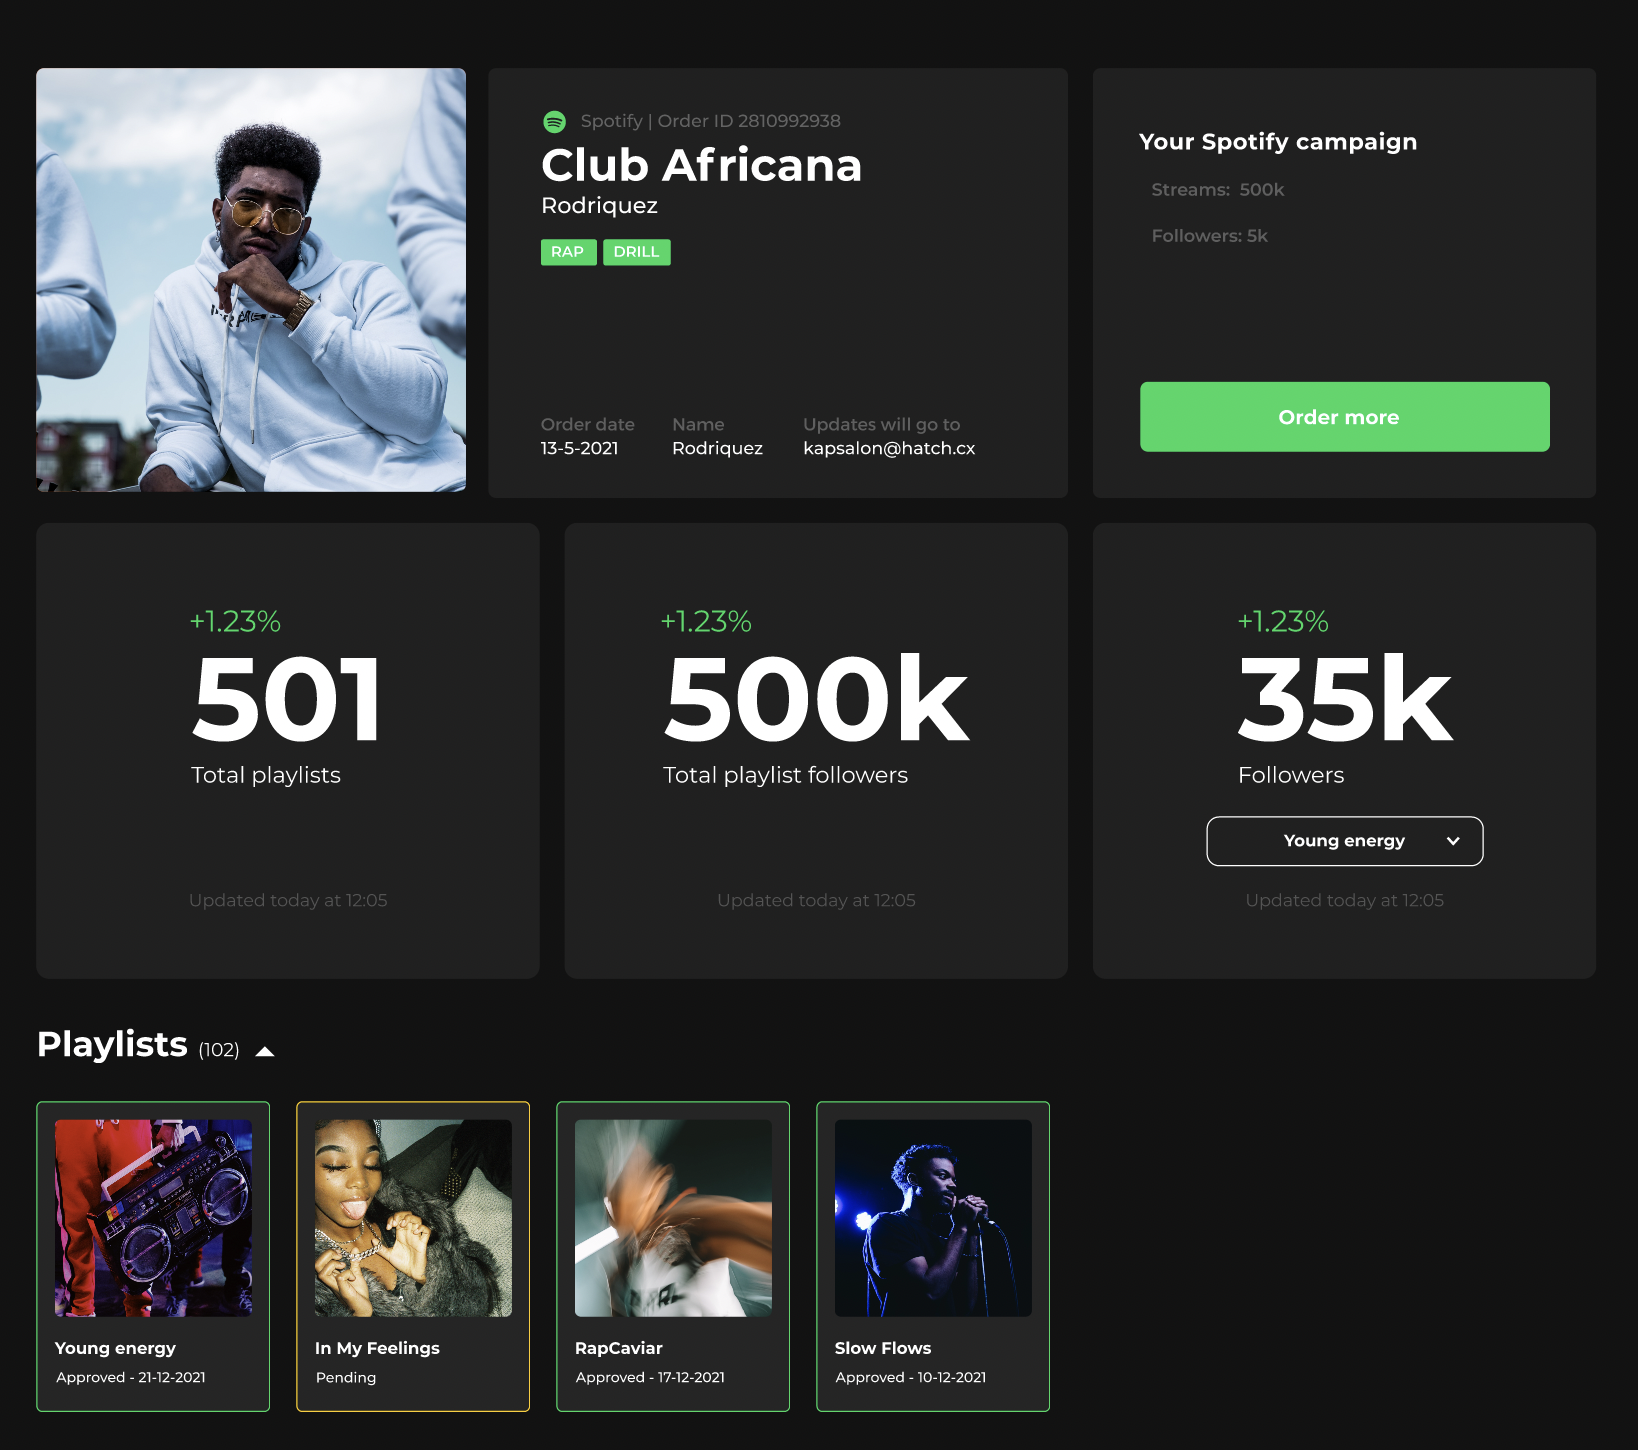 Spotify | Order ID 2810992938
Club Africana
Rodriquez
RAP DRILL
Order date Name Updates will go to
13-5-2021 Rodriquez kapsalon@hatch.cx
Your Spotify campaign
Streams: 500k
Followers: 5k
Order more
+1.23%
501
Total playlists
Updated today at 12:05
+1.23%
500k
Total playlist followers
Updated today at 12:05
+1.23%
35k
Followers
Young energy
Updated today at 12:05
Playlists (102)
Young energy
Approved - 21-12-2021
In My Feelings
Pending
RapCaviar
Approved - 17-12-2021
Slow Flows
Approved - 10-12-2021